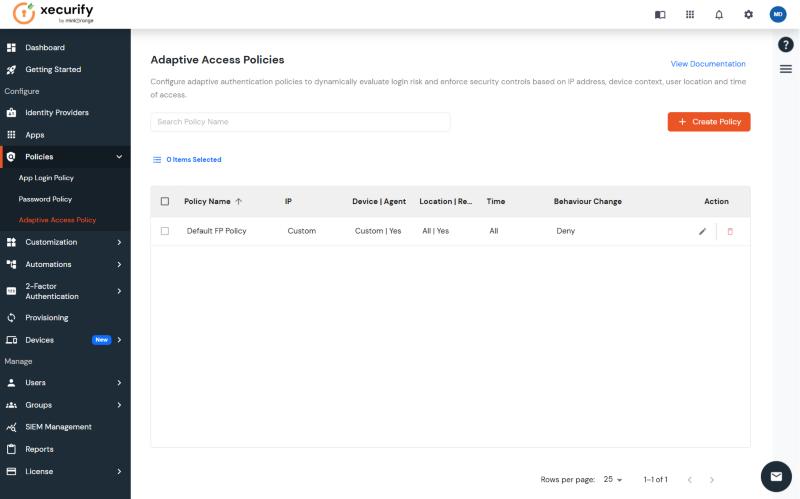 xecurify
by miniOrange
MD
Dashboard
Getting Started
Configure
Identity Providers
Apps
Policies
App Login Policy
Password Policy
Adaptive Access Policy
Customization
Automations
2-Factor
Authentication
Provisioning
Devices New
Manage
Users
Groups
SIEM Management
Reports
License
Adaptive Access Policies
View Documentation
Configure adaptive authentication policies to dynamically evaluate login risk and enforce security controls based on IP address, device context, user location and time
of access.
Search Policy Name
+ Create Policy
0 Items Selected
Policy Name ↑ IP Device | Agent Location | Re... Time Behaviour Change Action
Default FP Policy Custom Custom | Yes All | Yes All Deny
Rows per page: 25 1–1 of 1
?